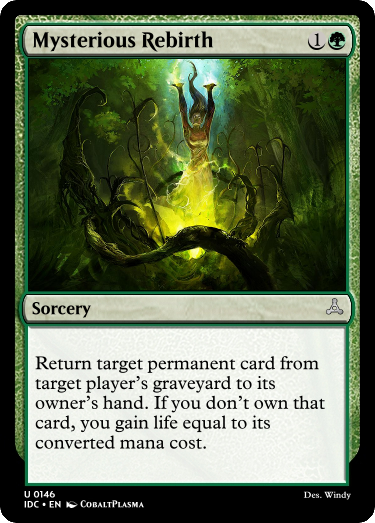 Mysterious Rebirth 1
Sorcery
Return target permanent card from
target player's graveyard to its
owner's hand. If you don't own that
card, you gain life equal to its
converted mana cost.
U 0146
IDC • EN CobaltPlasma Des. Windy